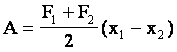 A = F₁ + F₂ / 2 (x₁ − x₂)